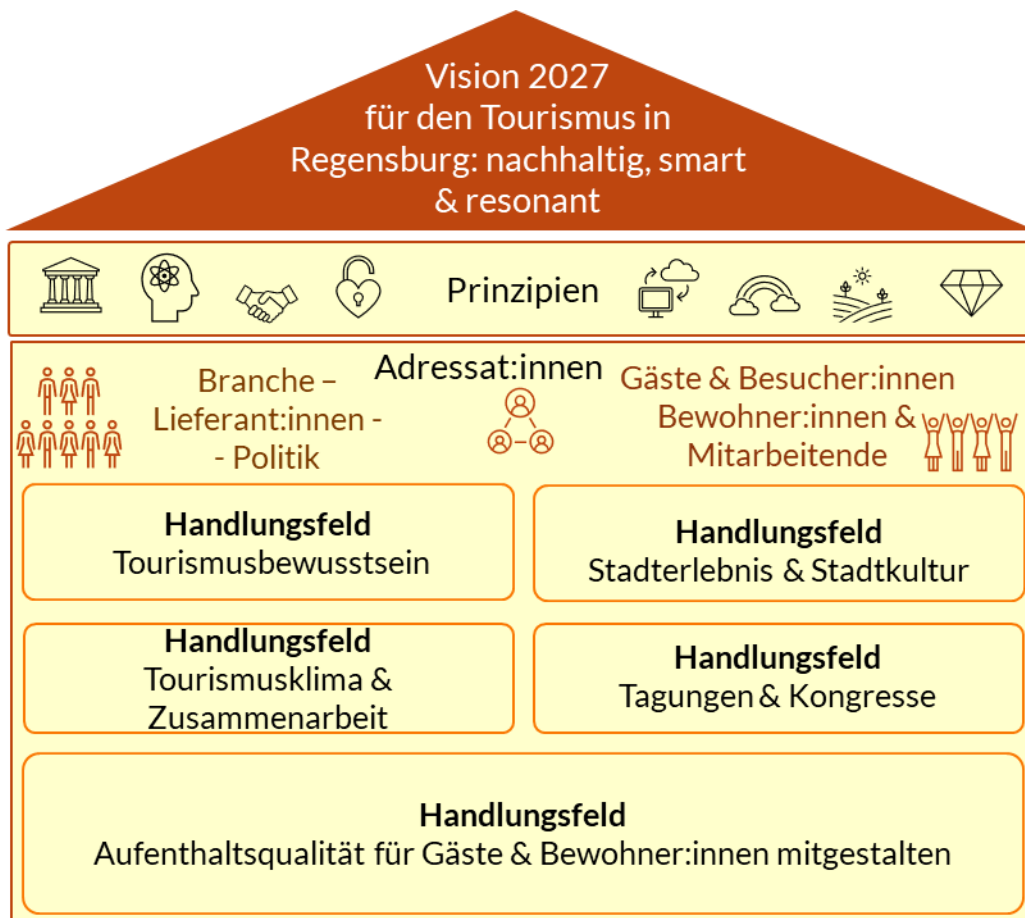 Vision 2027
für den Tourismus in
Regensburg: nachhaltig, smart
& resonant
Prinzipien
Adressat:innen
Branche –
Lieferant:innen -
- Politik
Gäste & Besucher:innen
Bewohner:innen &
Mitarbeitende
Handlungsfeld
Tourismusbewusstsein
Handlungsfeld
Stadterlebnis & Stadtkultur
Handlungsfeld
Tourismusklima &
Zusammenarbeit
Handlungsfeld
Tagungen & Kongresse
Handlungsfeld
Aufenthaltsqualität für Gäste & Bewohner:innen mitgestalten